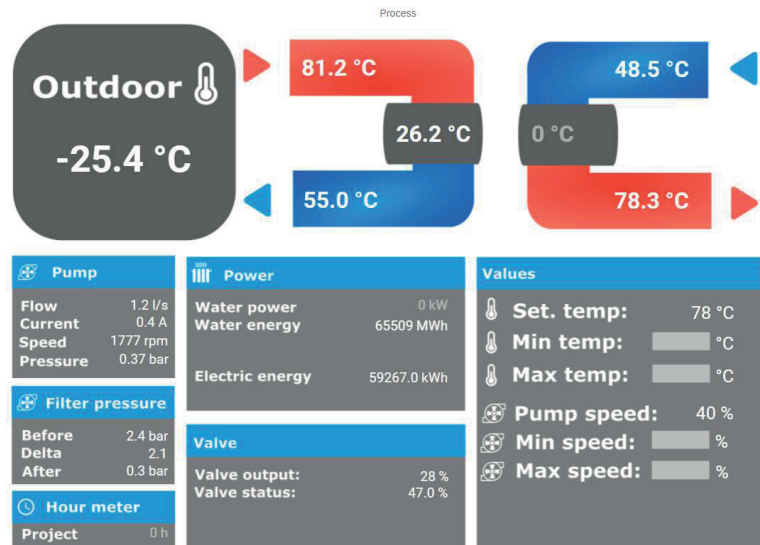 Process
Outdoor
-25.4 °C
81.2 °C
26.2 °C
55.0 °C
48.5 °C
0 °C
78.3 °C
Pump
Flow 1.2 l/s
Current 0.4 A
Speed 1777 rpm
Pressure 0.37 bar
Filter pressure
Before 2.4 bar
Delta 2.1
After 0.3 bar
Hour meter
Project 0 h
Power
Water power 0 kW
Water energy 65509 MWh
Electric energy 59267.0 kWh
Valve
Valve output: 28 %
Valve status: 47.0 %
Values
Set. temp: 78 °C
Min temp: °C
Max temp: °C
Pump speed: 40 %
Min speed: %
Max speed: %